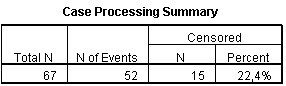 Case Processing Summary
Censored
Total N N of Events N Percent
67 52 15 22,4%